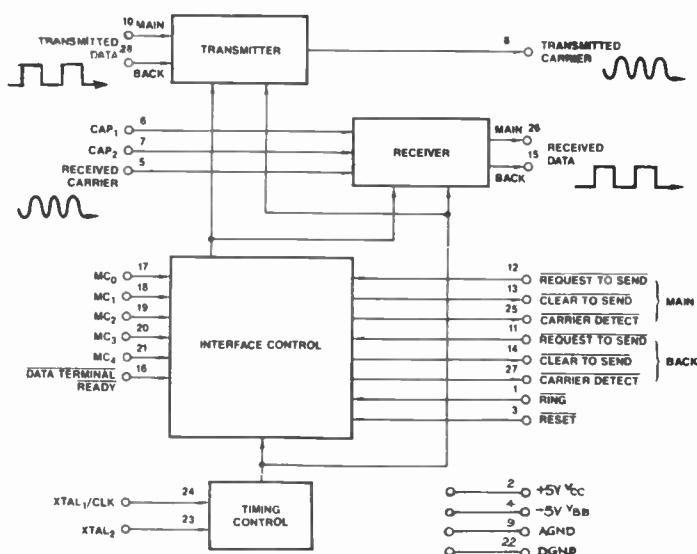 10 MAIN
TRANSMITTED
DATA 28
BACK
TRANSMITTER
8
TRANSMITTED
CARRIER
CAP1 6
CAP2 7
RECEIVED 5
CARRIER
RECEIVER
MAIN 26
15
BACK
RECEIVED
DATA
MC0 17
MC1 18
MC2 19
MC3 20
MC4 21
DATA TERMINAL 16
READY
INTERFACE CONTROL
12 REQUEST TO SEND
13 CLEAR TO SEND
25 CARRIER DETECT
MAIN
11 REQUEST TO SEND
14 CLEAR TO SEND
27 CARRIER DETECT
BACK
1 RING
3 RESET
XTAL1/CLK 24
XTAL2 23
TIMING
CONTROL
2 +5V VCC
4 -5V VBB
9 AGND
22 DGND